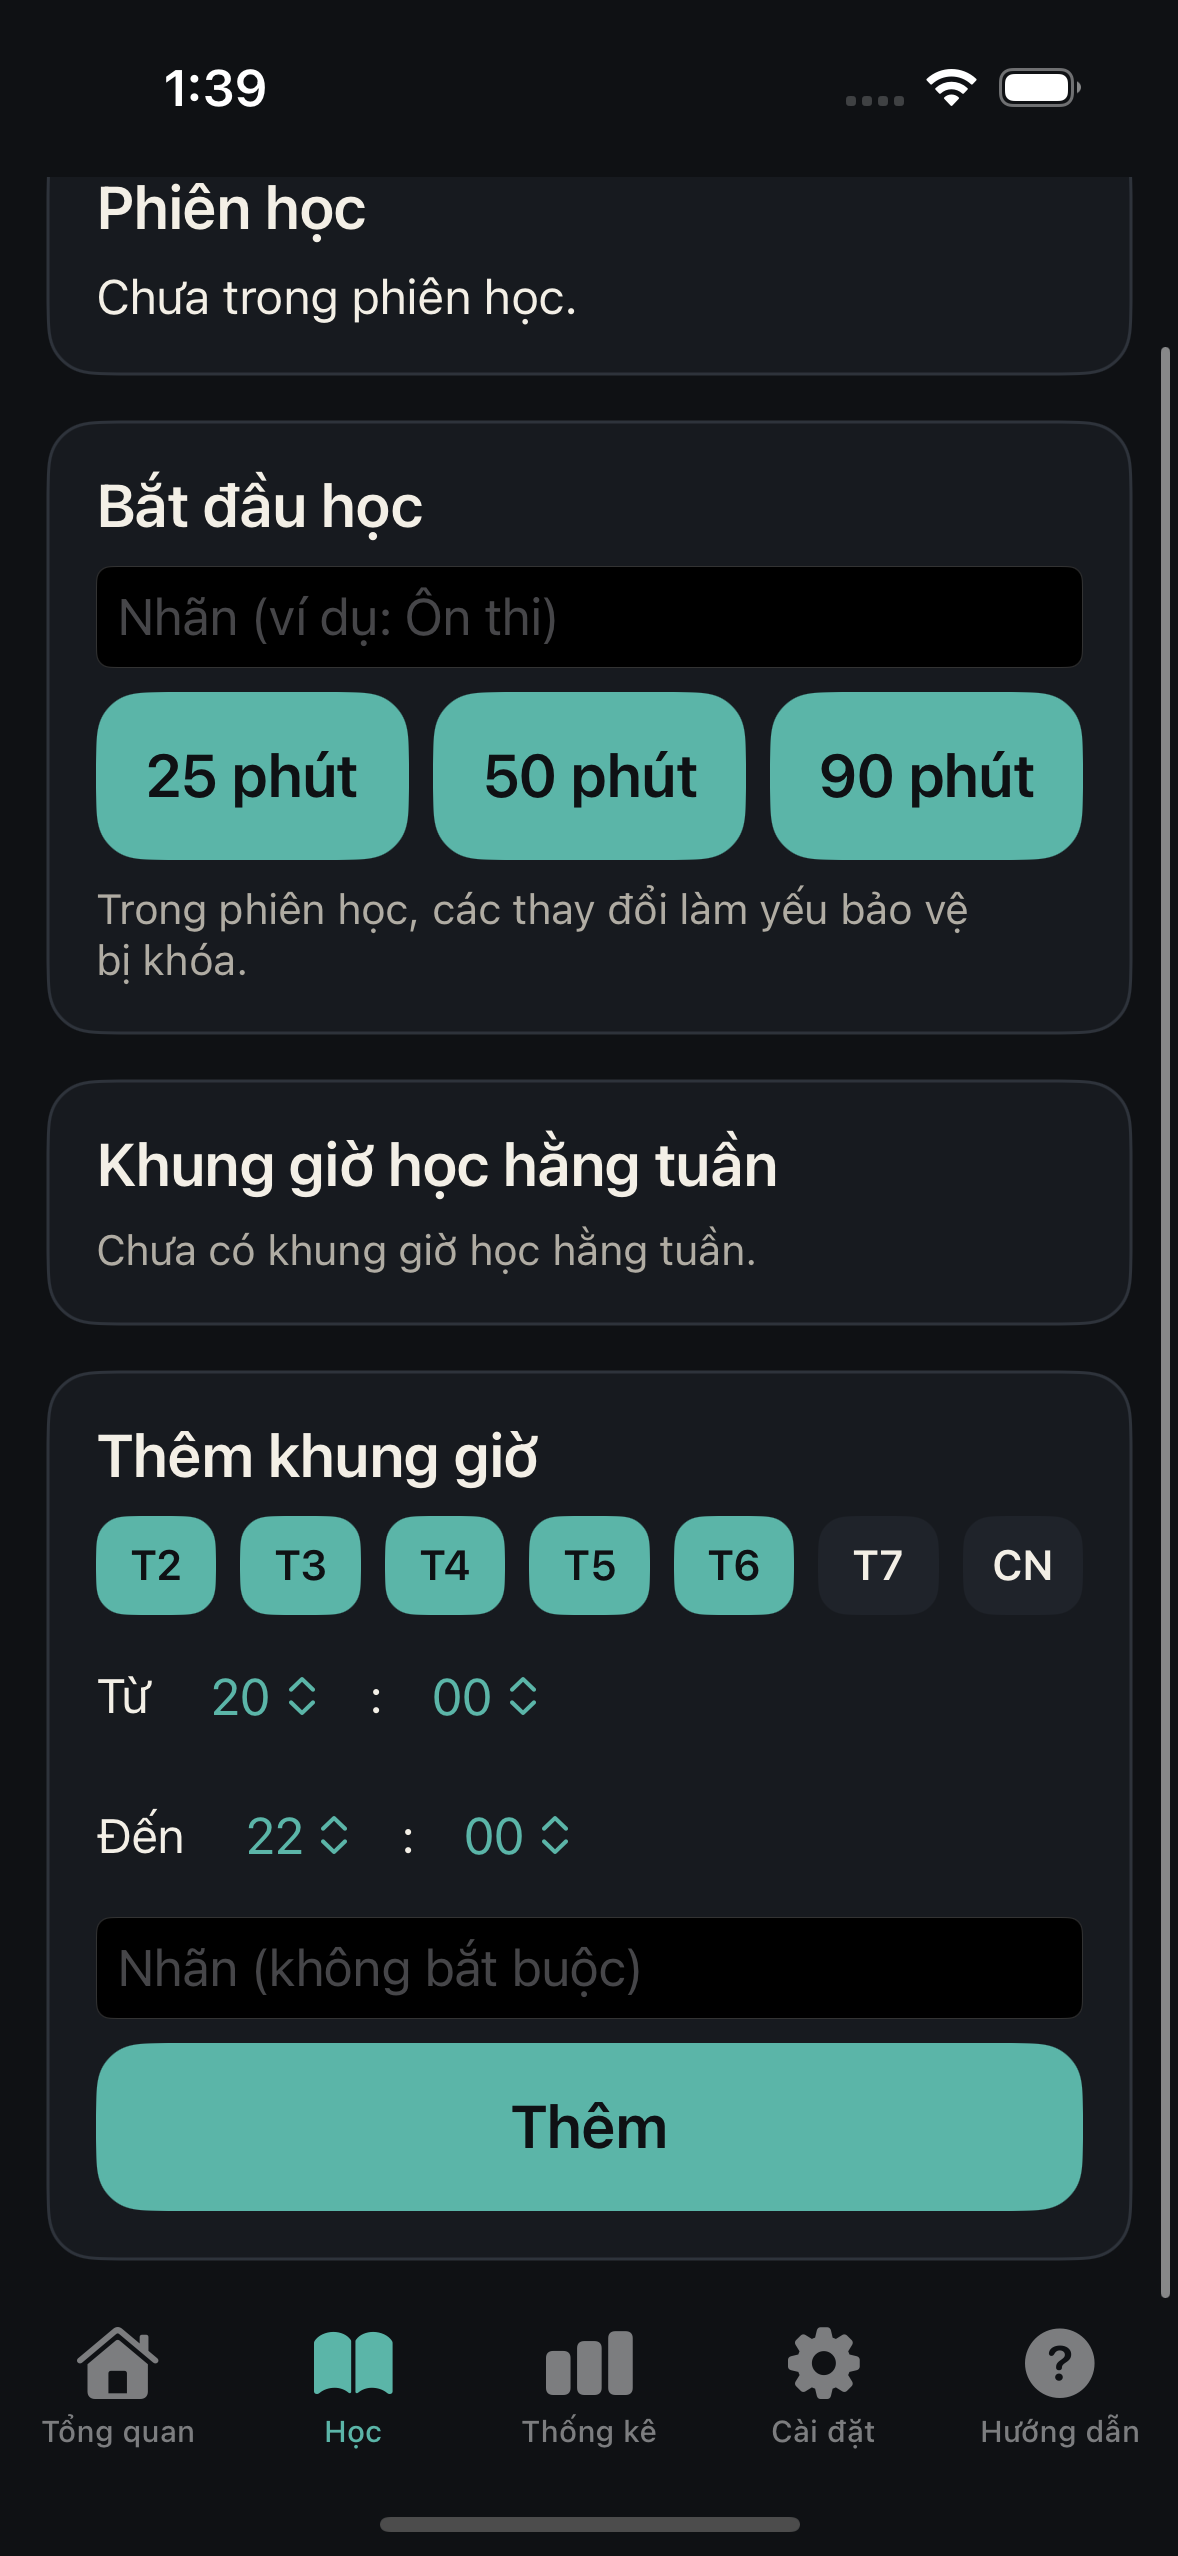 1:39
Phiên học
Chưa trong phiên học.
Bắt đầu học
Nhãn (ví dụ: Ôn thi)
25 phút 50 phút 90 phút
Trong phiên học, các thay đổi làm yếu bảo vệ
bị khóa.
Khung giờ học hằng tuần
Chưa có khung giờ học hằng tuần.
Thêm khung giờ
T2 T3 T4 T5 T6 T7 CN
Từ 20 : 00
Đến 22 : 00
Nhãn (không bắt buộc)
Thêm
Tổng quan Học Thống kê Cài đặt Hướng dẫn